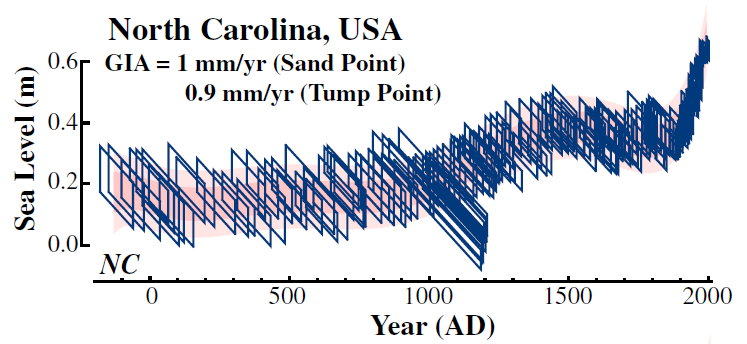 North Carolina, USA
GIA = 1 mm/yr (Sand Point)
0.9 mm/yr (Tump Point)
Sea Level (m)
0.6
0.4
0.2
0.0
NC
0 500 1000 1500 2000
Year (AD)